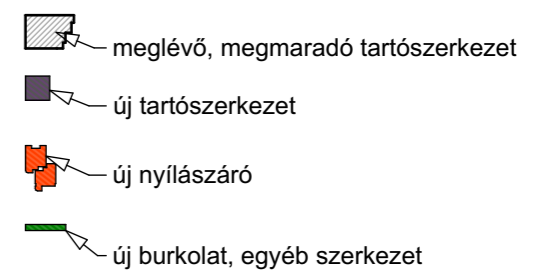 meglévő, megmaradó tartószerkezet
új tartószerkezet
új nyílászáró
új burkolat, egyéb szerkezet